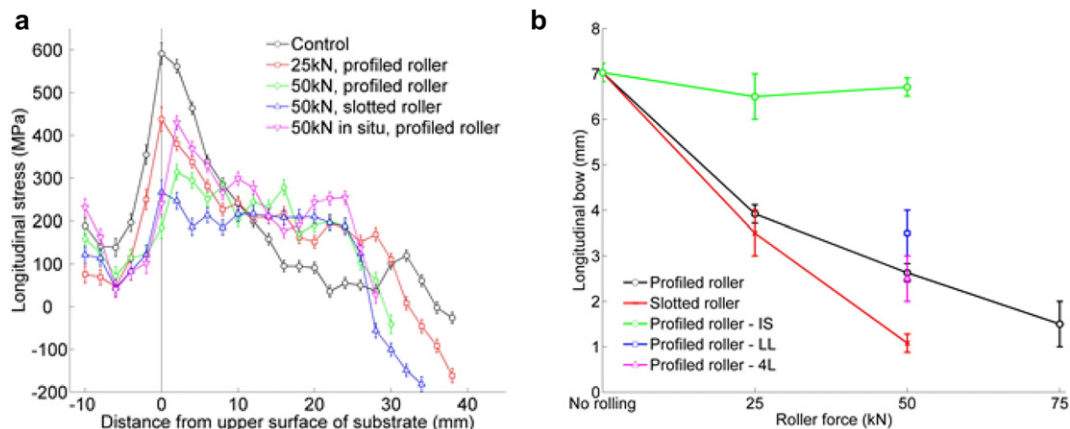 a
Longitudinal stress (MPa)
600
500
400
300
200
100
0
-100
-200
-10
0
10
20
30
40
Distance from upper surface of substrate (mm)
Control
25kN, profiled roller
50kN, profiled roller
50kN, slotted roller
50kN in situ, profiled roller
b
Longitudinal bow (mm)
8
7
6
5
4
3
2
1
0
No rolling
25
50
75
Roller force (kN)
Profiled roller
Slotted roller
Profiled roller - IS
Profiled roller - LL
Profiled roller - 4L